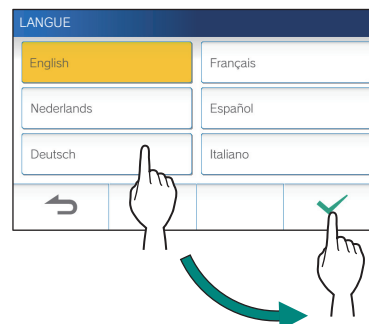 LANGUE
English
Français
Nederlands
Español
Deutsch
Italiano